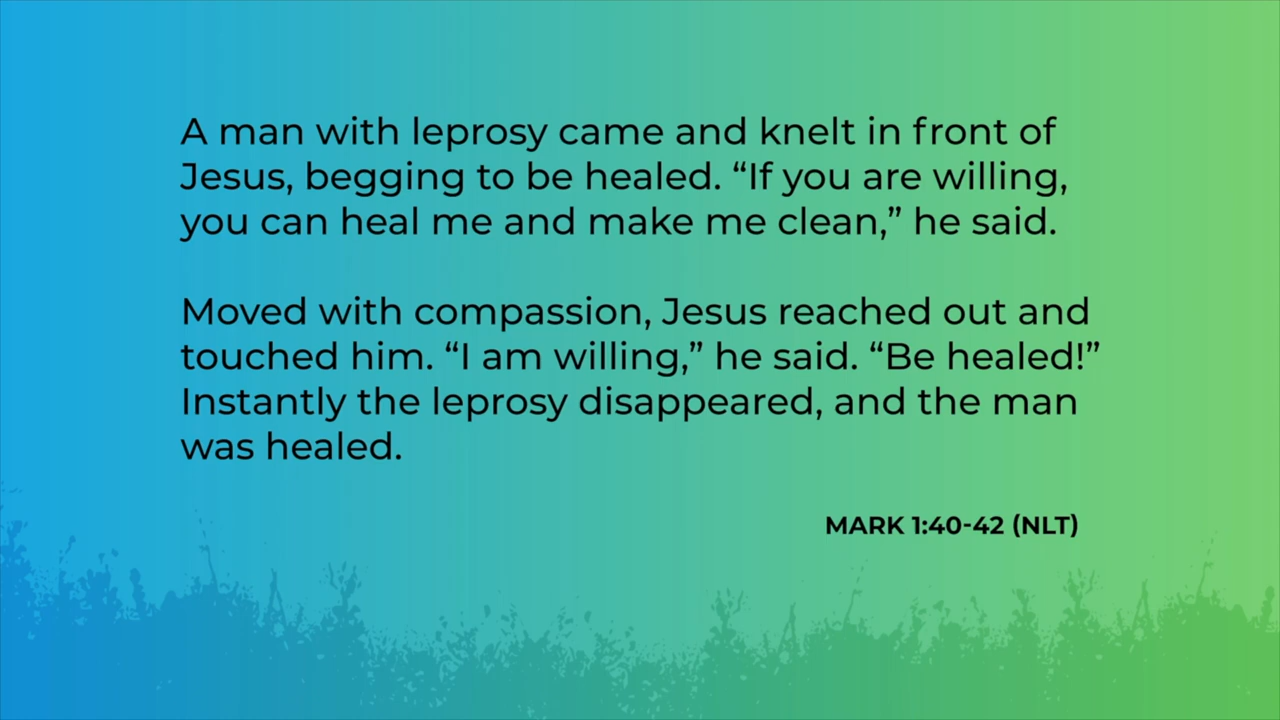 A man with leprosy came and knelt in front of
Jesus, begging to be healed. “If you are willing,
you can heal me and make me clean,” he said.
Moved with compassion, Jesus reached out and
touched him. “I am willing,” he said. “Be healed!”
Instantly the leprosy disappeared, and the man
was healed.
MARK 1:40-42 (NLT)